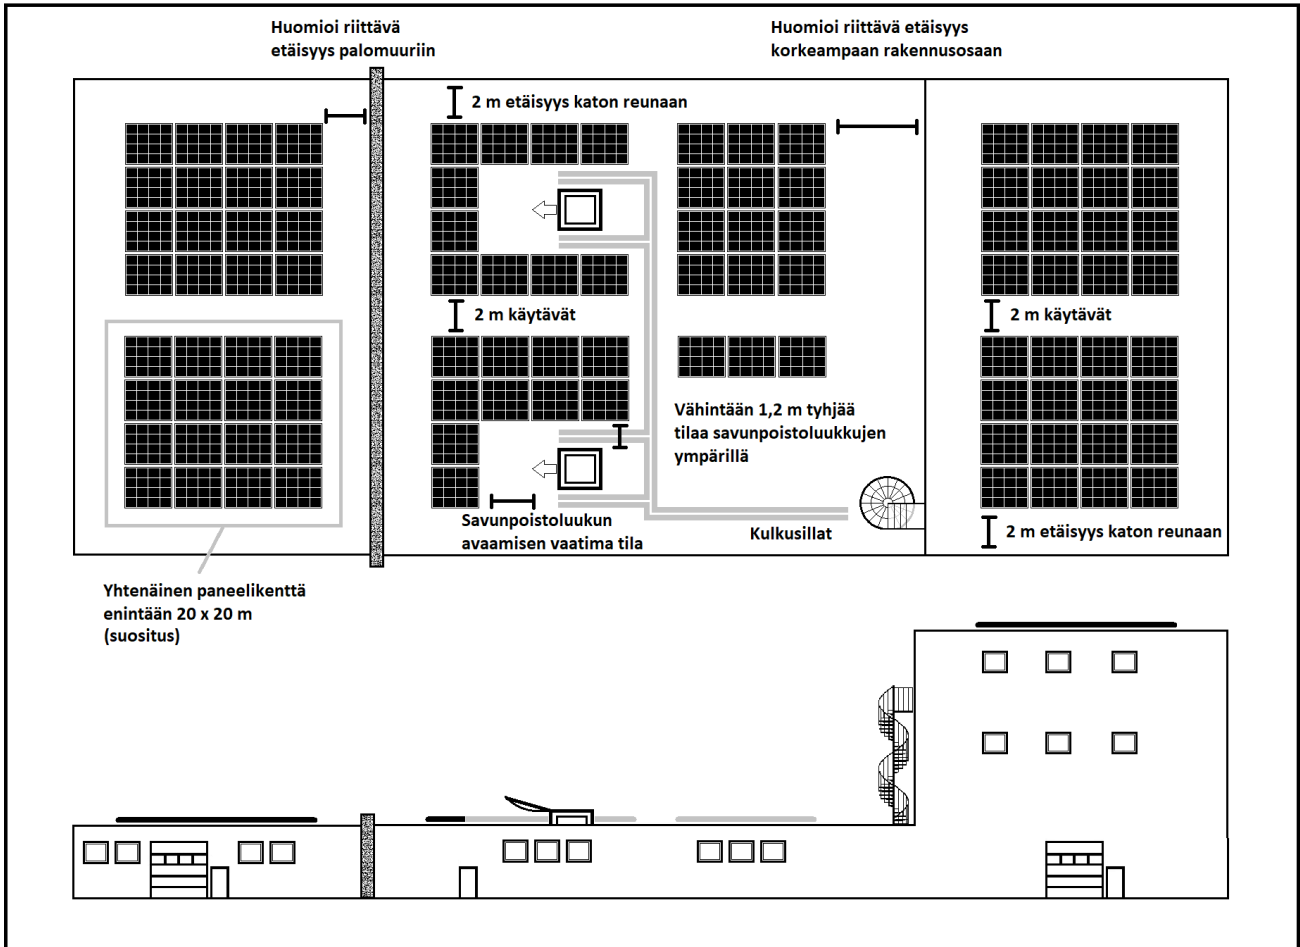 Huomioi riittävä
etäisyys palomuuriin
Huomioi riittävä etäisyys
korkeampaan rakennusosaan
2 m etäisyys katon reunaan
2 m käytävät
2 m käytävät
Vähintään 1,2 m tyhjää
tilaa savunpoistoluukkujen
ympärillä
Savunpoistoluukun
avaamisen vaatima tila
Kulkusillat
2 m etäisyys katon reunaan
Yhtenäinen paneelikenttä
enintään 20 x 20 m
(suositus)